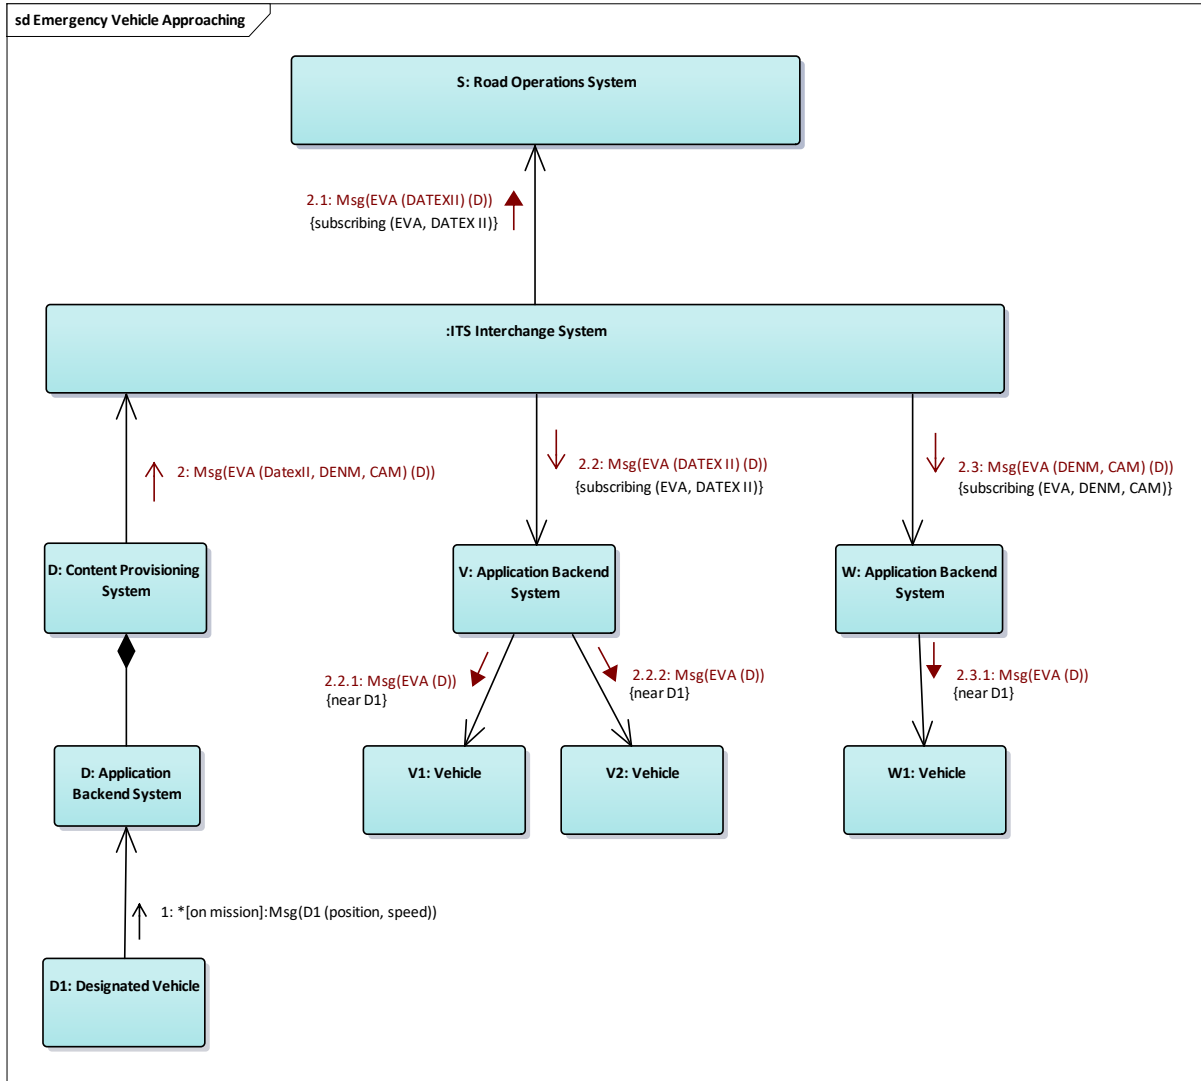 sd Emergency Vehicle Approaching
S: Road Operations System
2.1: Msg(EVA (DATEXII) (D))
{subscribing (EVA, DATEX II)}
:ITS Interchange System
2: Msg(EVA (DatexII, DENM, CAM) (D))
2.2: Msg(EVA (DATEX II) (D))
{subscribing (EVA, DATEX II)}
2.3: Msg(EVA (DENM, CAM) (D))
{subscribing (EVA, DENM, CAM)}
D: Content Provisioning
System
V: Application Backend
System
W: Application Backend
System
2.2.1: Msg(EVA (D))
{near D1}
2.2.2: Msg(EVA (D))
{near D1}
2.3.1: Msg(EVA (D))
{near D1}
D: Application
Backend System
V1: Vehicle
V2: Vehicle
W1: Vehicle
1: *[on mission]:Msg(D1 (position, speed))
D1: Designated Vehicle